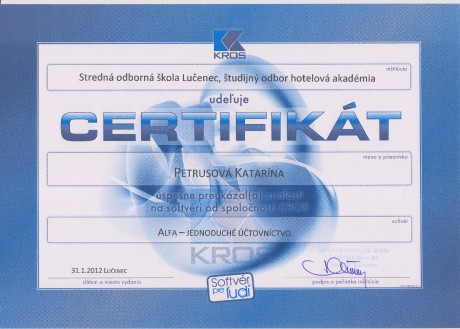 KROS
inštitúcia
Stredná odborná škola Lučenec, študijný odbor hotelová akadémia
udeľuje
CERTIFIKÁT
meno a priezvisko
PETRUSOVÁ KATARÍNA
úspešne preukázal(a) znalosti
na softvéri od spoločnosti KROS
softvér
ALFA – JEDNODUCHÉ ÚČTOVNÍCTVO
KROS
31.1.2012 LUČENEC
dátum a miesto vydania
Softvér
pre
ľudí
podpis a pečiatka inštitúcie